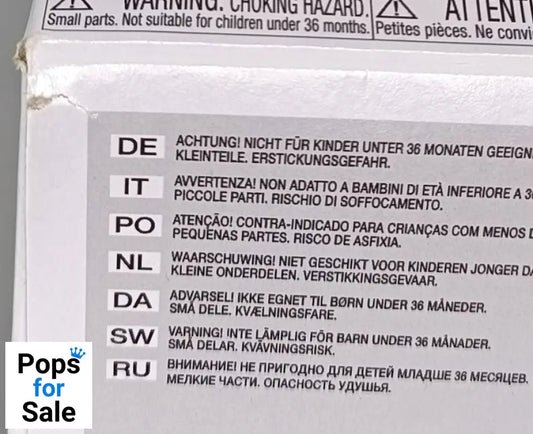 WARNING: CHOKING HAZARD.
Small parts. Not suitable for children under 36 months.
Petites pièces. Ne
DE ACHTUNG! NICHT FÜR KINDER UNTER 36 MONATEN
KLEINTEILE. ERSTICKUNGSGEFAHR.
IT AVVERTENZA! NON ADATTO A BAMBINI DI ETÀ INFERIORE A
PICCOLE PARTI. RISCHIO DI SOFFOCAMENTO.
PO ATENÇÃO! CONTRA-INDICADO PARA CRIANÇAS COM MENOS
PEQUENAS PARTES. RISCO DE ASFIXIA.
NL WAARSCHUWING! NIET GESCHIKT VOOR KINDEREN JONGER
KLEINE ONDERDELEN. VERSTIKKINGSGEVAAR.
DA ADVARSEL! IKKE EGNET TIL BØRN UNDER 36 MÅNEDER.
SMÅ DELE. KVÆLNINGSFARE.
SW VARNING! INTE LÄMPLIG FÖR BARN UNDER 36 MÅNADER.
SMÅ DELAR. KVÄVNINGSRISK.
RU ВНИМАНИЕ! НЕ ПРИГОДНО ДЛЯ ДЕТЕЙ МЛАДШЕ 36 МЕСЯЦЕВ.
МЕЛКИЕ ЧАСТИ. ОПАСНОСТЬ УДУШЬЯ.
Pops
for
Sale